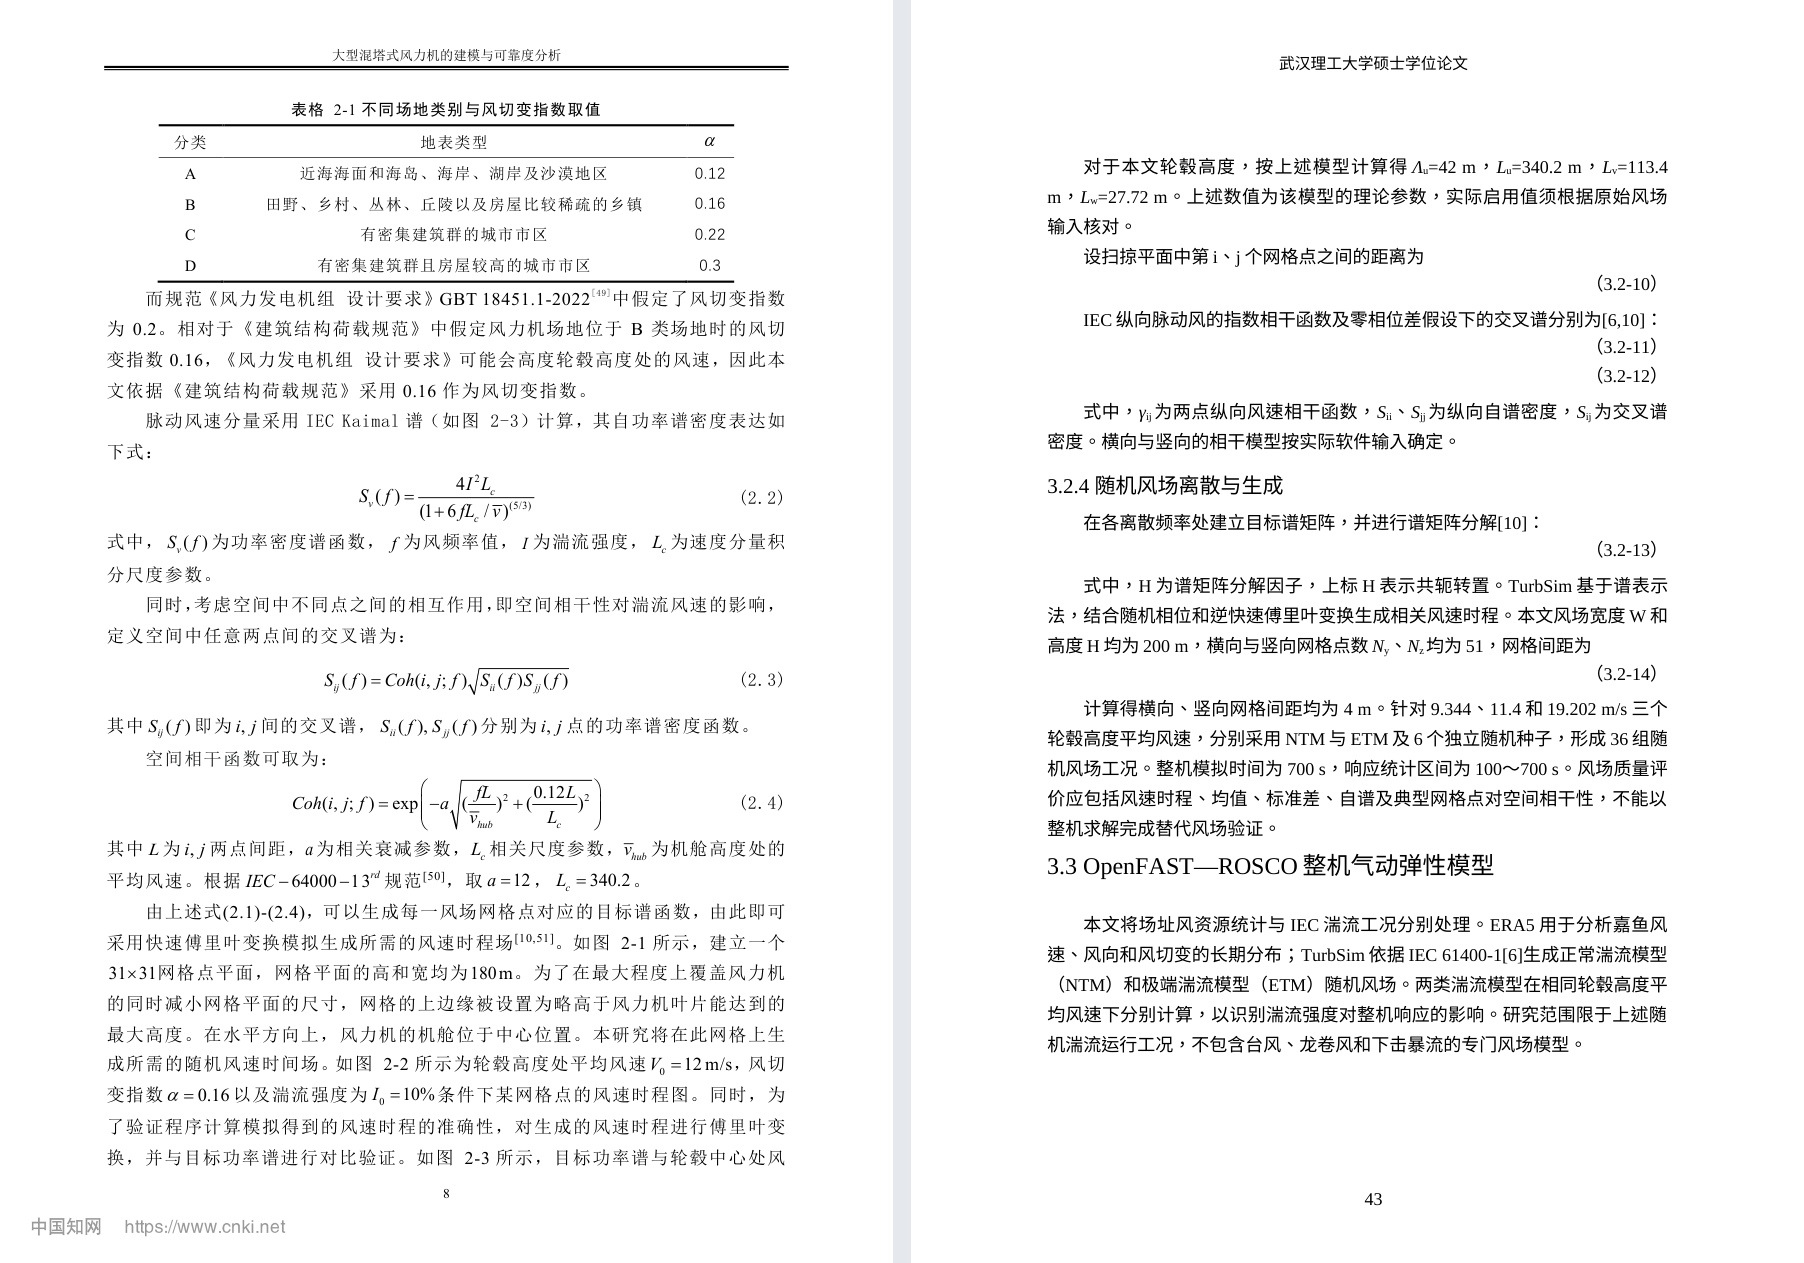 大型混塔式风力机的建模与可靠度分析
表格 2-1 不同场地类别与风切变指数取值
分类 地表类型 α
A 近海海面和海岛、海岸、湖岸及沙漠地区 0.12
B 田野、乡村、丛林、丘陵以及房屋比较稀疏的乡镇 0.16
C 有密集建筑群的城市市区 0.22
D 有密集建筑群且房屋较高的城市市区 0.3
而规范《风力发电机组 设计要求》GBT 18451.1-2022[49]中假定了风切变指数
为 0.2。相对于《建筑结构荷载规范》中假定风力机场地位于 B 类场地时的风切
变指数 0.16，《风力发电机组 设计要求》可能会高度轮毂高度处的风速，因此本
文依据《建筑结构荷载规范》采用 0.16 作为风切变指数。
脉动风速分量采用 IEC Kaimal 谱（如图 2-3）计算，其自功率谱密度表达如
下式：
S_v(f) = 4I²L_c / (1+6fL_c/v̅)^(5/3) (2.2)
式中，S_v(f)为功率密度谱函数，f 为风频率值，I 为湍流强度，L_c 为速度分量积
分尺度参数。
同时，考虑空间中不同点之间的相互作用，即空间相干性对湍流风速的影响，
定义空间中任意两点间的交叉谱为：
S_ij(f) = Coh(i, j; f)√(S_ii(f)S_jj(f)) (2.3)
其中 S_ij(f) 即为 i, j 间的交叉谱，S_ii(f), S_jj(f) 分别为 i, j 点的功率谱密度函数。
空间相干函数可取为：
Coh(i, j; f) = exp(−a√((fL/v̅_hub)² + (0.12L/L_c)²)) (2.4)
其中 L 为 i, j 两点间距，a 为相关衰减参数，L_c 相关尺度参数，v̅_hub 为机舱高度处的
平均风速。根据 IEC−64000−13^rd 规范[50]，取 a=12，L_c=340.2。
由上述式(2.1)-(2.4)，可以生成每一风场网格点对应的目标谱函数，由此即可
采用快速傅里叶变换模拟生成所需的风速时程场[10,51]。如图 2-1 所示，建立一个
31×31网格点平面，网格平面的高和宽均为180m。为了在最大程度上覆盖风力机
的同时减小网格平面的尺寸，网格的上边缘被设置为略高于风力机叶片能达到的
最大高度。在水平方向上，风力机的机舱位于中心位置。本研究将在此网格上生
成所需的随机风速时间场。如图 2-2 所示为轮毂高度处平均风速 V₀=12 m/s，风切
变指数 α=0.16 以及湍流强度为 I₀=10% 条件下某网格点的风速时程图。同时，为
了验证程序计算模拟得到的风速时程的准确性，对生成的风速时程进行傅里叶变
换，并与目标功率谱进行对比验证。如图 2-3 所示，目标功率谱与轮毂中心处风
8
中国知网 https://www.cnki.net
武汉理工大学硕士学位论文
对于本文轮毂高度，按上述模型计算得 Λu=42 m，Lu=340.2 m，Lv=113.4
m，Lw=27.72 m。上述数值为该模型的理论参数，实际启用值须根据原始风场
输入核对。
设扫掠平面中第 i、j 个网格点之间的距离为
（3.2-10）
IEC 纵向脉动风的指数相干函数及零相位差假设下的交叉谱分别为[6,10]：
（3.2-11）
（3.2-12）
式中，γij 为两点纵向风速相干函数，Sii、Sjj 为纵向自谱密度，Sij 为交叉谱
密度。横向与竖向的相干模型按实际软件输入确定。
3.2.4 随机风场离散与生成
在各离散频率处建立目标谱矩阵，并进行谱矩阵分解[10]：
（3.2-13）
式中，H 为谱矩阵分解因子，上标 H 表示共轭转置。TurbSim 基于谱表示
法，结合随机相位和逆快速傅里叶变换生成相关风速时程。本文风场宽度 W 和
高度 H 均为 200 m，横向与竖向网格点数 Ny、Nz 均为 51，网格间距为
（3.2-14）
计算得横向、竖向网格间距均为 4 m。针对 9.344、11.4 和 19.202 m/s 三个
轮毂高度平均风速，分别采用 NTM 与 ETM 及 6 个独立随机种子，形成 36 组随
机风场工况。整机模拟时间为 700 s，响应统计区间为 100～700 s。风场质量评
价应包括风速时程、均值、标准差、自谱及典型网格点对空间相干性，不能以
整机求解完成替代风场验证。
3.3 OpenFAST—ROSCO 整机气动弹性模型
本文将场址风资源统计与 IEC 湍流工况分别处理。ERA5 用于分析嘉鱼风
速、风向和风切变的长期分布；TurbSim 依据 IEC 61400-1[6]生成正常湍流模型
（NTM）和极端湍流模型（ETM）随机风场。两类湍流模型在相同轮毂高度平
均风速下分别计算，以识别湍流强度对整机响应的影响。研究范围限于上述随
机湍流运行工况，不包含台风、龙卷风和下击暴流的专门风场模型。
43